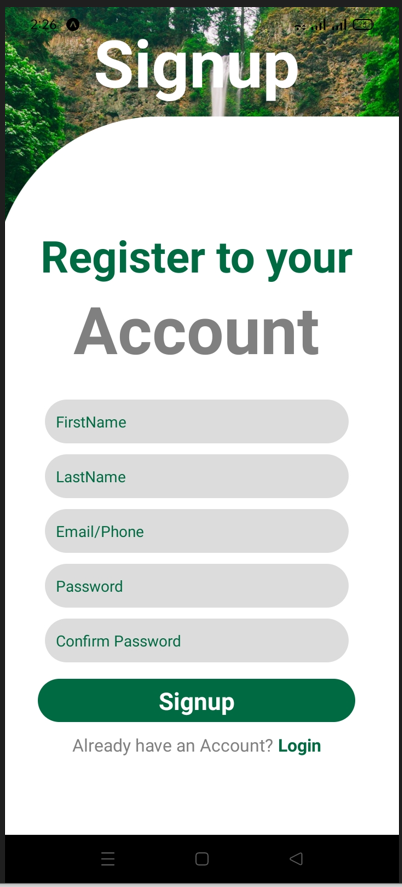 2:26
Signup
Register to your
Account
FirstName
LastName
Email/Phone
Password
Confirm Password
Signup
Already have an Account? Login